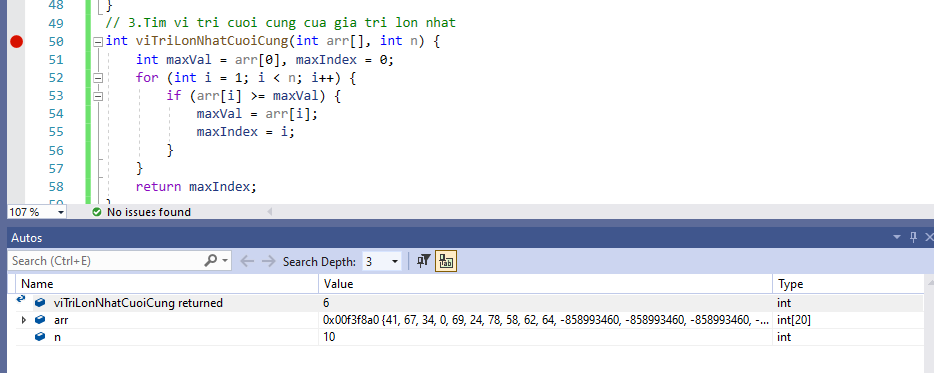 48 }
49 // 3.Tim vi tri cuoi cung cua gia tri lon nhat
50 int viTriLonNhatCuoiCung(int arr[], int n) {
51 int maxVal = arr[0], maxIndex = 0;
52 for (int i = 1; i < n; i++) {
53 if (arr[i] >= maxVal) {
54 maxVal = arr[i];
55 maxIndex = i;
56 }
57 }
58 return maxIndex;
107 % No issues found
Autos
Search (Ctrl+E) Search Depth: 3
Name Value Type
viTriLonNhatCuoiCung returned 6 int
arr 0x00f3f8a0 {41, 67, 34, 0, 69, 24, 78, 58, 62, 64, -858993460, -858993460, -858993460, -... int[20]
n 10 int